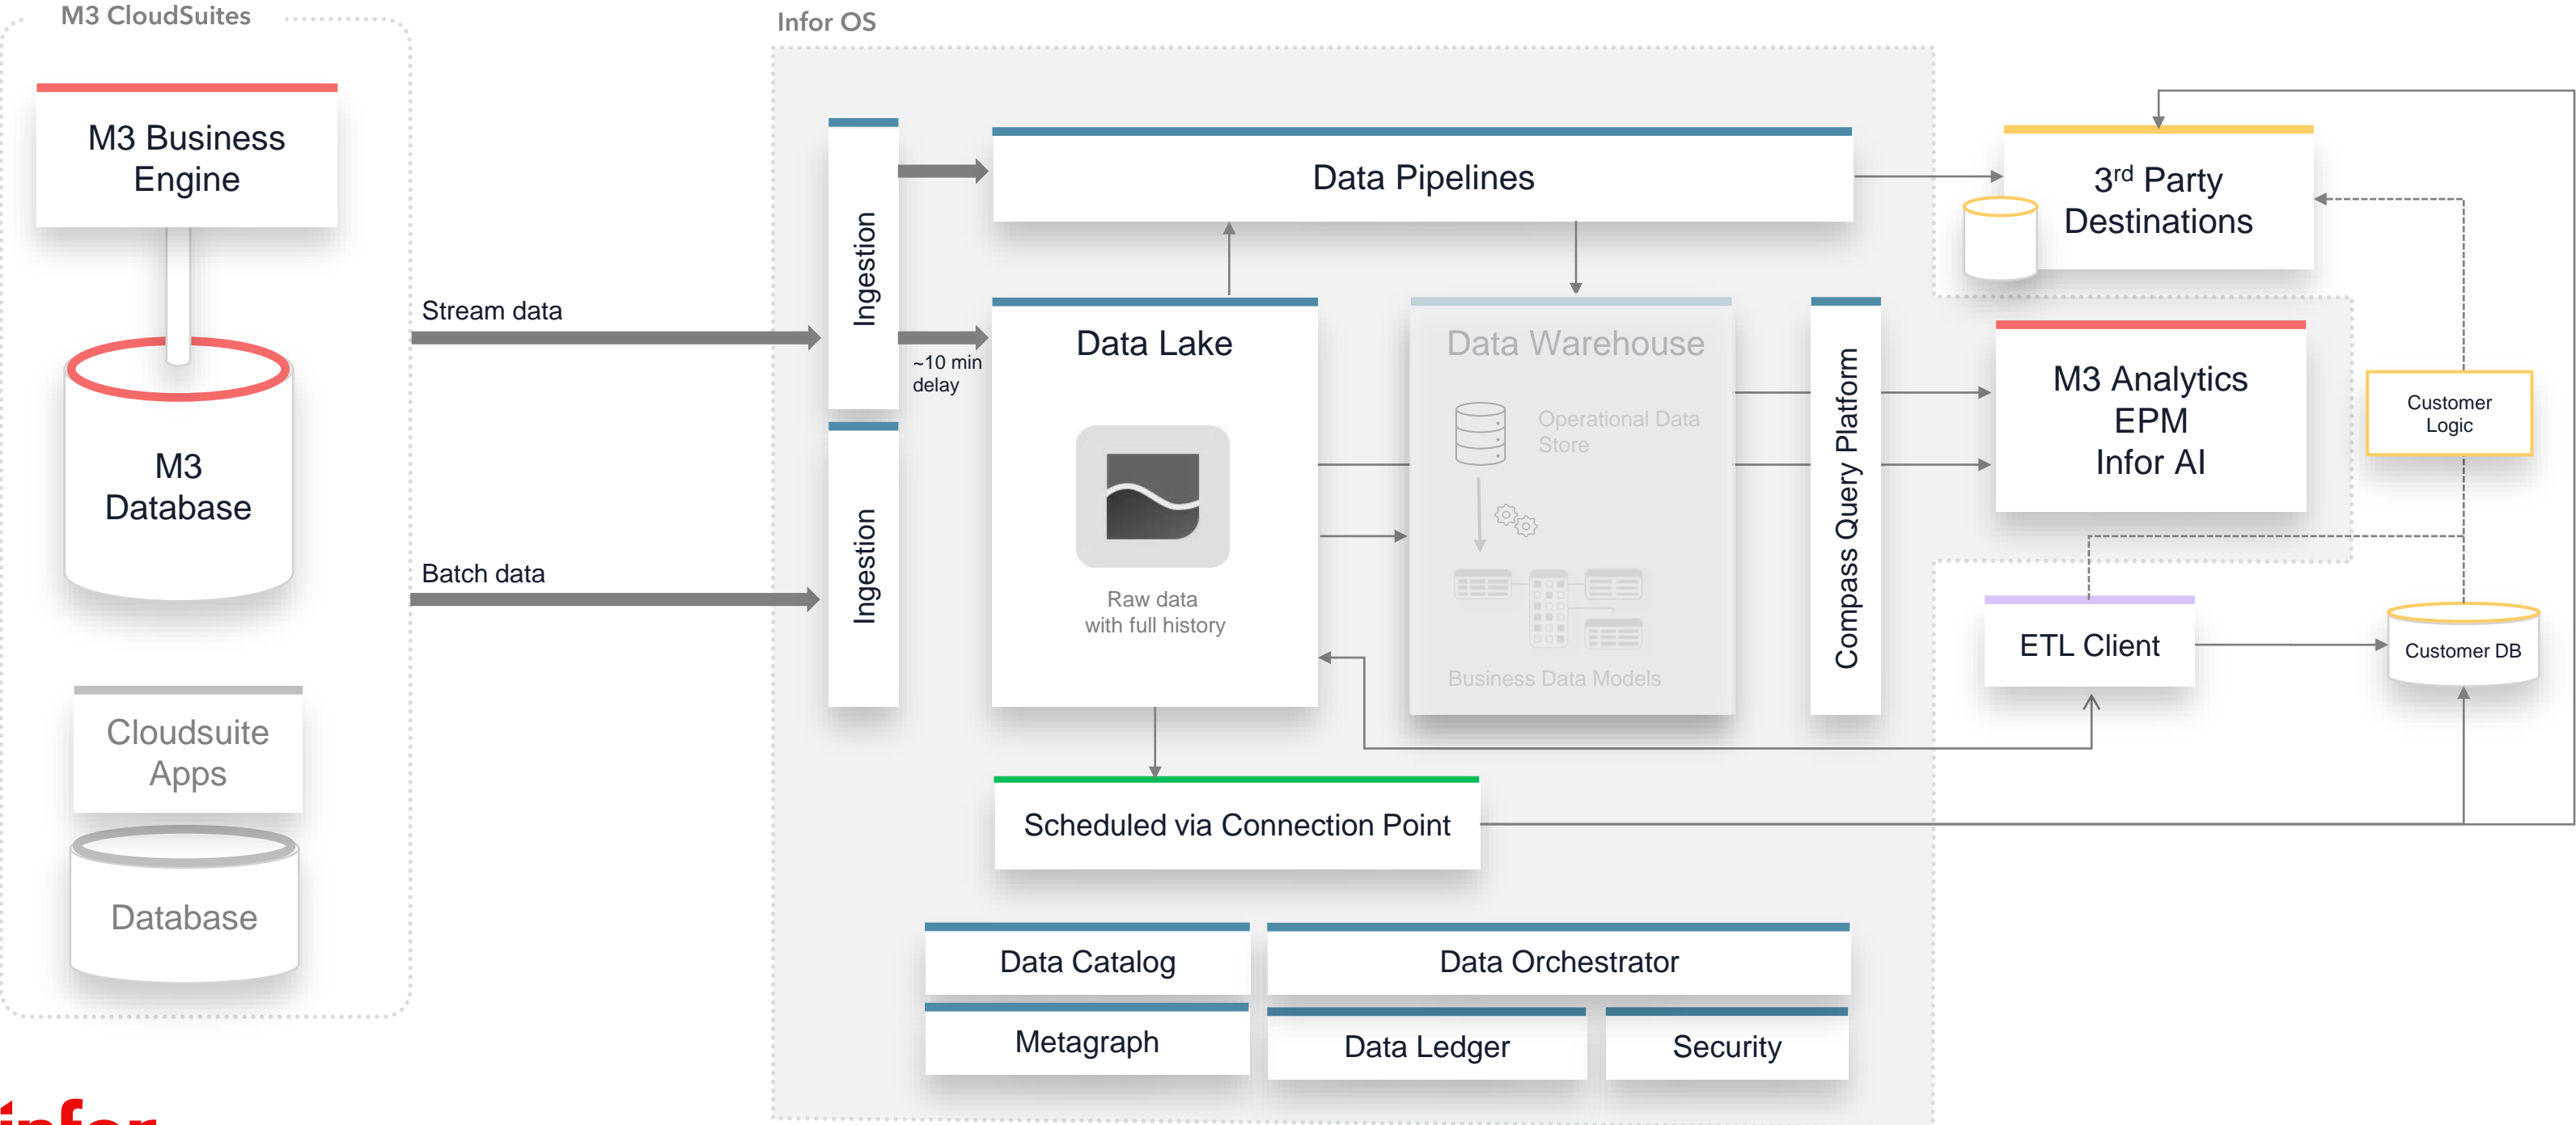 M3 CloudSuites
M3 Business
Engine
M3
Database
Cloudsuite
Apps
Database
Stream data
Batch data
Infor OS
Ingestion
Ingestion
~10 min
delay
Data Pipelines
Data Lake
Raw data
with full history
Data Warehouse
Operational Data
Store
Business Data Models
Compass Query Platform
Scheduled via Connection Point
Data Catalog
Data Orchestrator
Metagraph
Data Ledger
Security
3rd Party
Destinations
M3 Analytics
EPM
Infor AI
Customer
Logic
ETL Client
Customer DB
infor